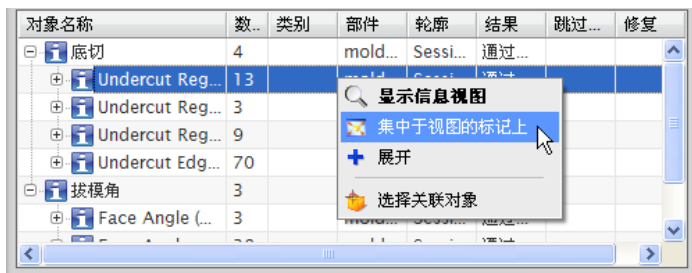 对象名称 数.. 类别 部件 轮廓 结果 跳过... 修复
底切 4 mold... Sessi... 通过...
Undercut Reg... 13
显示信息视图
Undercut Reg... 3
集中于视图的标记上
Undercut Reg... 9
展开
Undercut Edg... 70
拔模角 3
选择关联对象
Face Angle (... 3